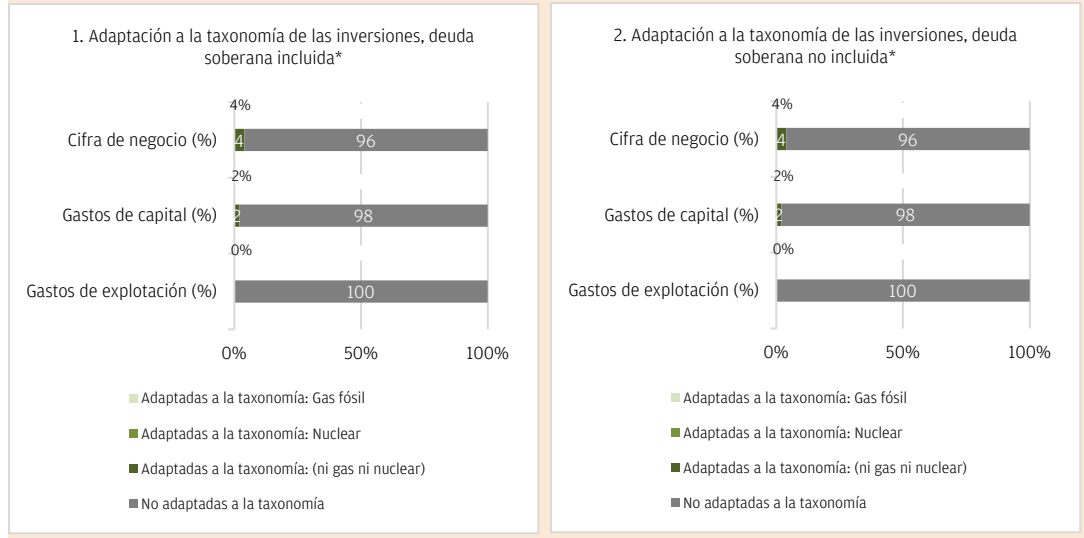 1. Adaptación a la taxonomía de las inversiones, deuda
soberana incluida*
4%
Cifra de negocio (%)
4
96
2%
Gastos de capital (%)
2
98
0%
Gastos de explotación (%)
100
0%
50%
100%
Adaptadas a la taxonomía: Gas fósil
Adaptadas a la taxonomía: Nuclear
Adaptadas a la taxonomía: (ni gas ni nuclear)
No adaptadas a la taxonomía
2. Adaptación a la taxonomía de las inversiones, deuda
soberana no incluida*
4%
Cifra de negocio (%)
4
96
2%
Gastos de capital (%)
2
98
0%
Gastos de explotación (%)
100
0%
50%
100%
Adaptadas a la taxonomía: Gas fósil
Adaptadas a la taxonomía: Nuclear
Adaptadas a la taxonomía: (ni gas ni nuclear)
No adaptadas a la taxonomía